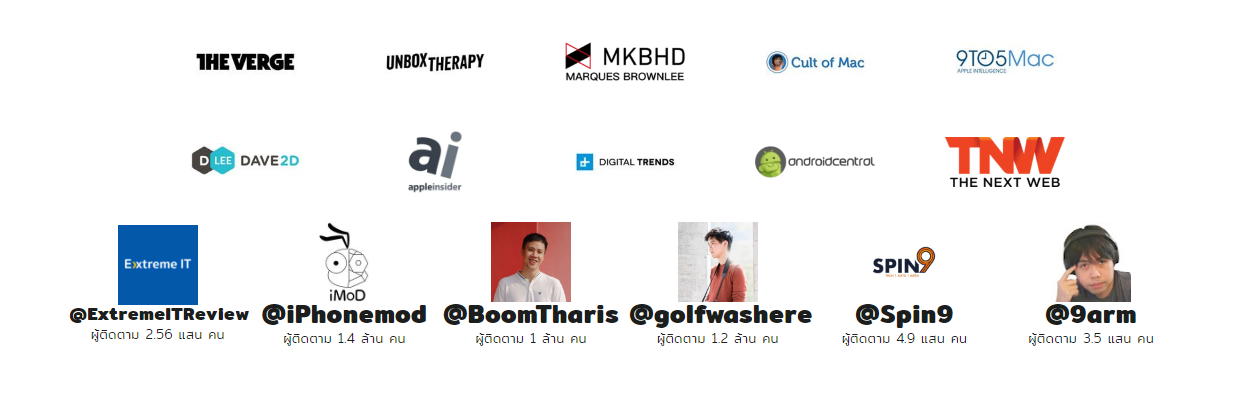 THE VERGE
UNBOX THERAPY
MKBHD
MARQUES BROWNLEE
Cult of Mac
9TO5Mac
APPLE INTELLIGENCE
D LEE DAVE2D
ai
appleinsider
DIGITAL TRENDS
androidcentral
TNW
THE NEXT WEB
Extreme IT
@ExtremeITReview
ผู้ติดตาม 2.56 แสน คน
iMoD
@iPhonemod
ผู้ติดตาม 1.4 ล้าน คน
@BoomTharis
ผู้ติดตาม 1 ล้าน คน
@golfwashere
ผู้ติดตาม 1.2 ล้าน คน
SPIN9
@Spin9
ผู้ติดตาม 4.9 แสน คน
@9arm
ผู้ติดตาม 3.5 แสน คน